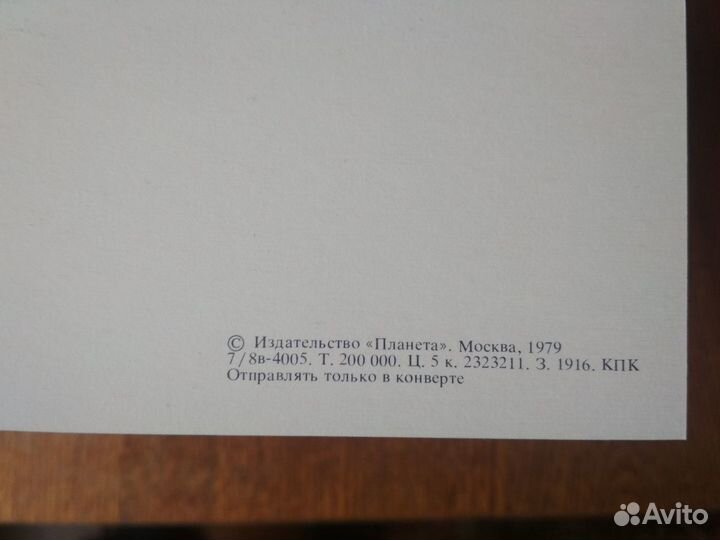 © Издательство «Планета». Москва, 1979
7/8в-4005. Т. 200 000. Ц. 5 к. 2323211. З. 1916. КПК
Отправлять только в конверте
Avito